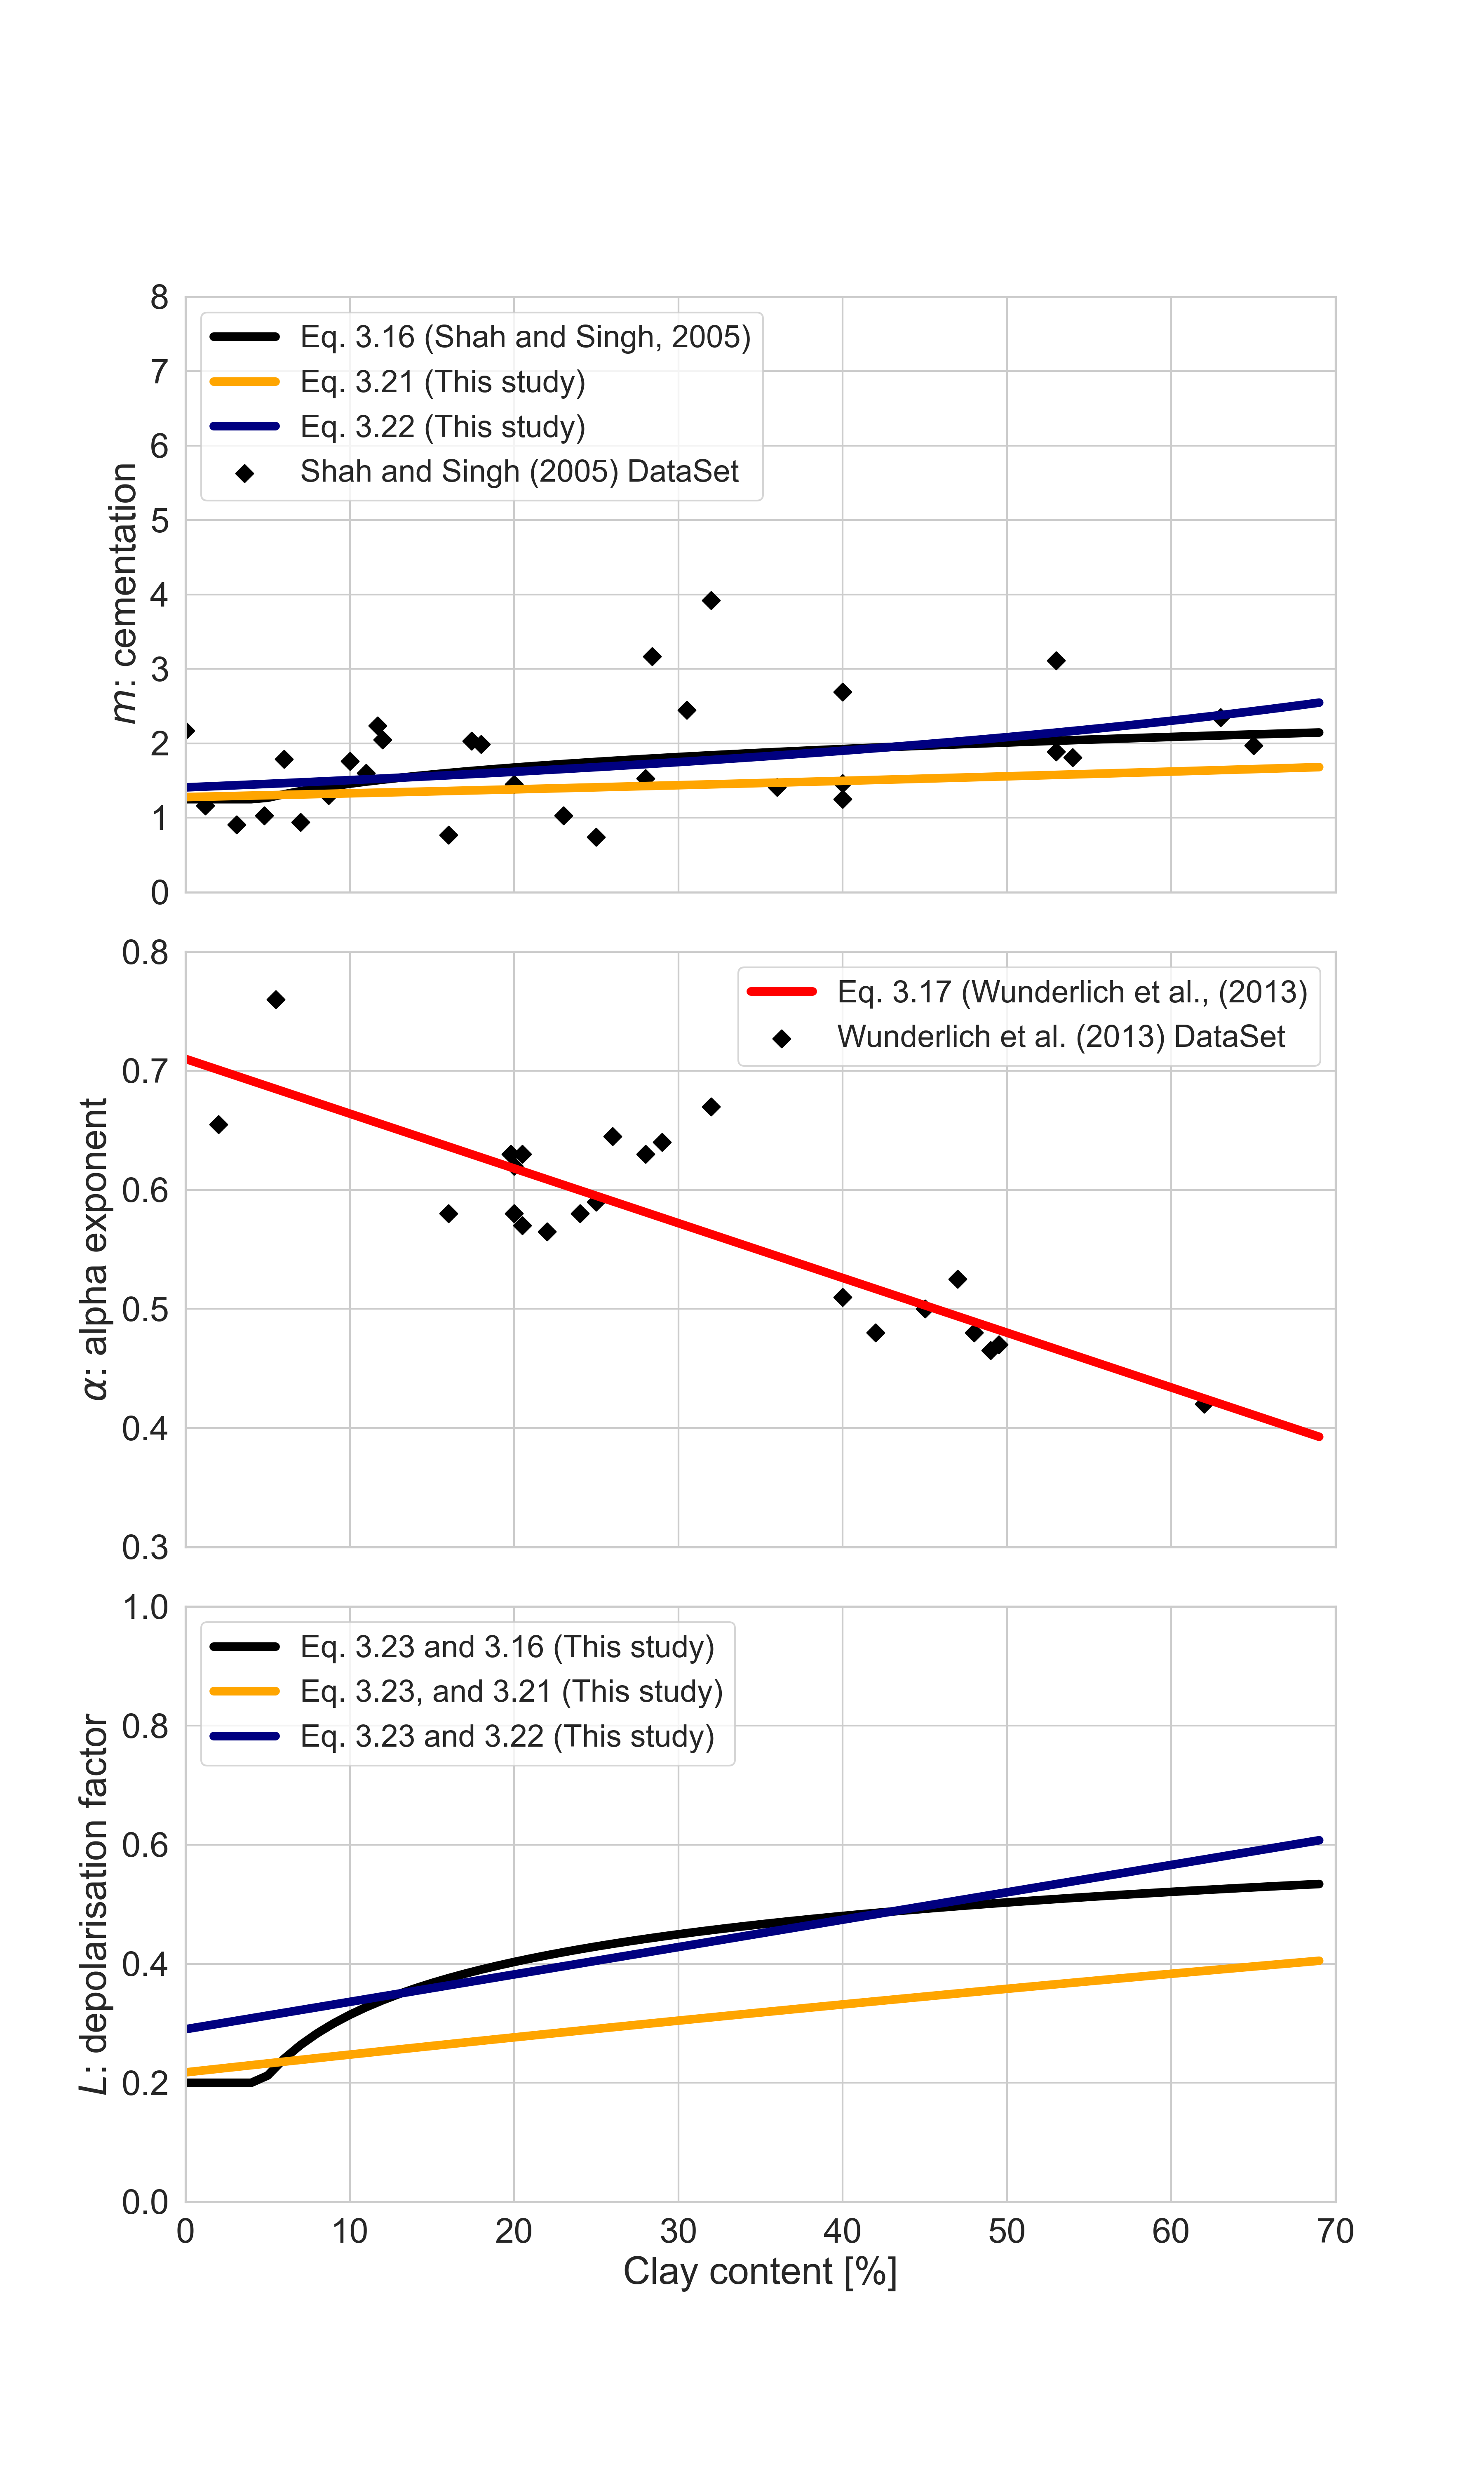 8
7
6
5
4
3
2
1
0
m: cementation
Eq. 3.16 (Shah and Singh, 2005)
Eq. 3.21 (This study)
Eq. 3.22 (This study)
Shah and Singh (2005) DataSet
0.8
0.7
0.6
0.5
0.4
0.3
α: alpha exponent
Eq. 3.17 (Wunderlich et al., (2013)
Wunderlich et al. (2013) DataSet
1.0
0.8
0.6
0.4
0.2
0.0
L: depolarisation factor
Eq. 3.23 and 3.16 (This study)
Eq. 3.23, and 3.21 (This study)
Eq. 3.23 and 3.22 (This study)
0 10 20 30 40 50 60 70
Clay content [%]